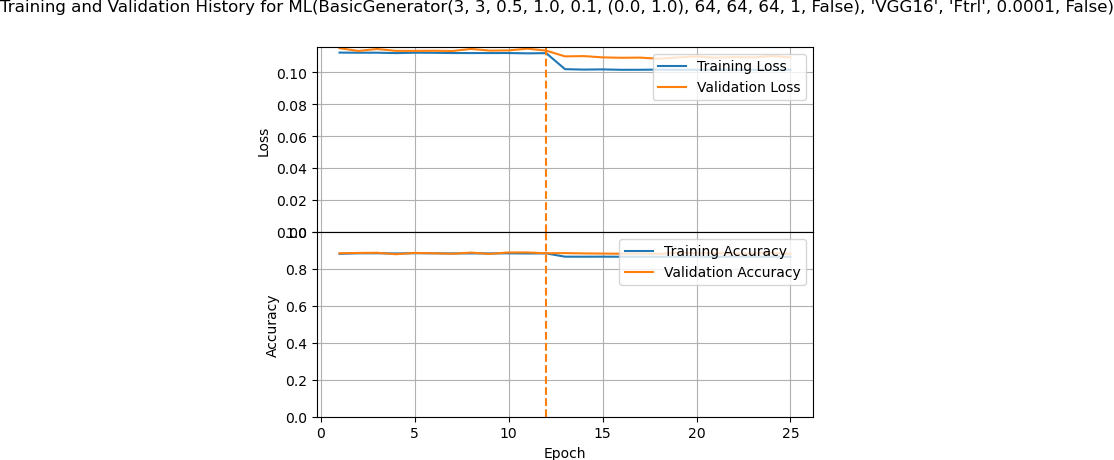 Training and Validation History for ML(BasicGenerator(3, 3, 0.5, 1.0, 0.1, (0.0, 1.0), 64, 64, 64, 1, False), 'VGG16', 'Ftrl', 0.0001, False)
0.10
0.08
0.06
0.04
0.02
0.00
Loss
Training Loss
Validation Loss
1.0
0.8
0.6
0.4
0.2
0.0
Accuracy
Training Accuracy
Validation Accuracy
0 5 10 15 20 25
Epoch